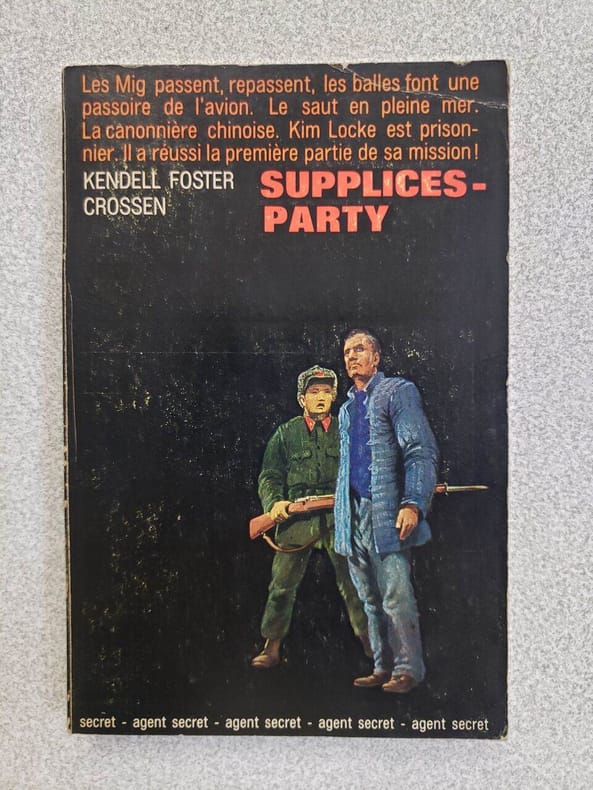 Les Mig passent, repassent, les balles font une
passoire de l'avion. Le saut en pleine mer.
La canonnière chinoise. Kim Locke est prison-
nier. Il a réussi la première partie de sa mission!
KENDELL FOSTER
CROSSEN
SUPPLICES-
PARTY
secret - agent secret - agent secret - agent secret - agent secret